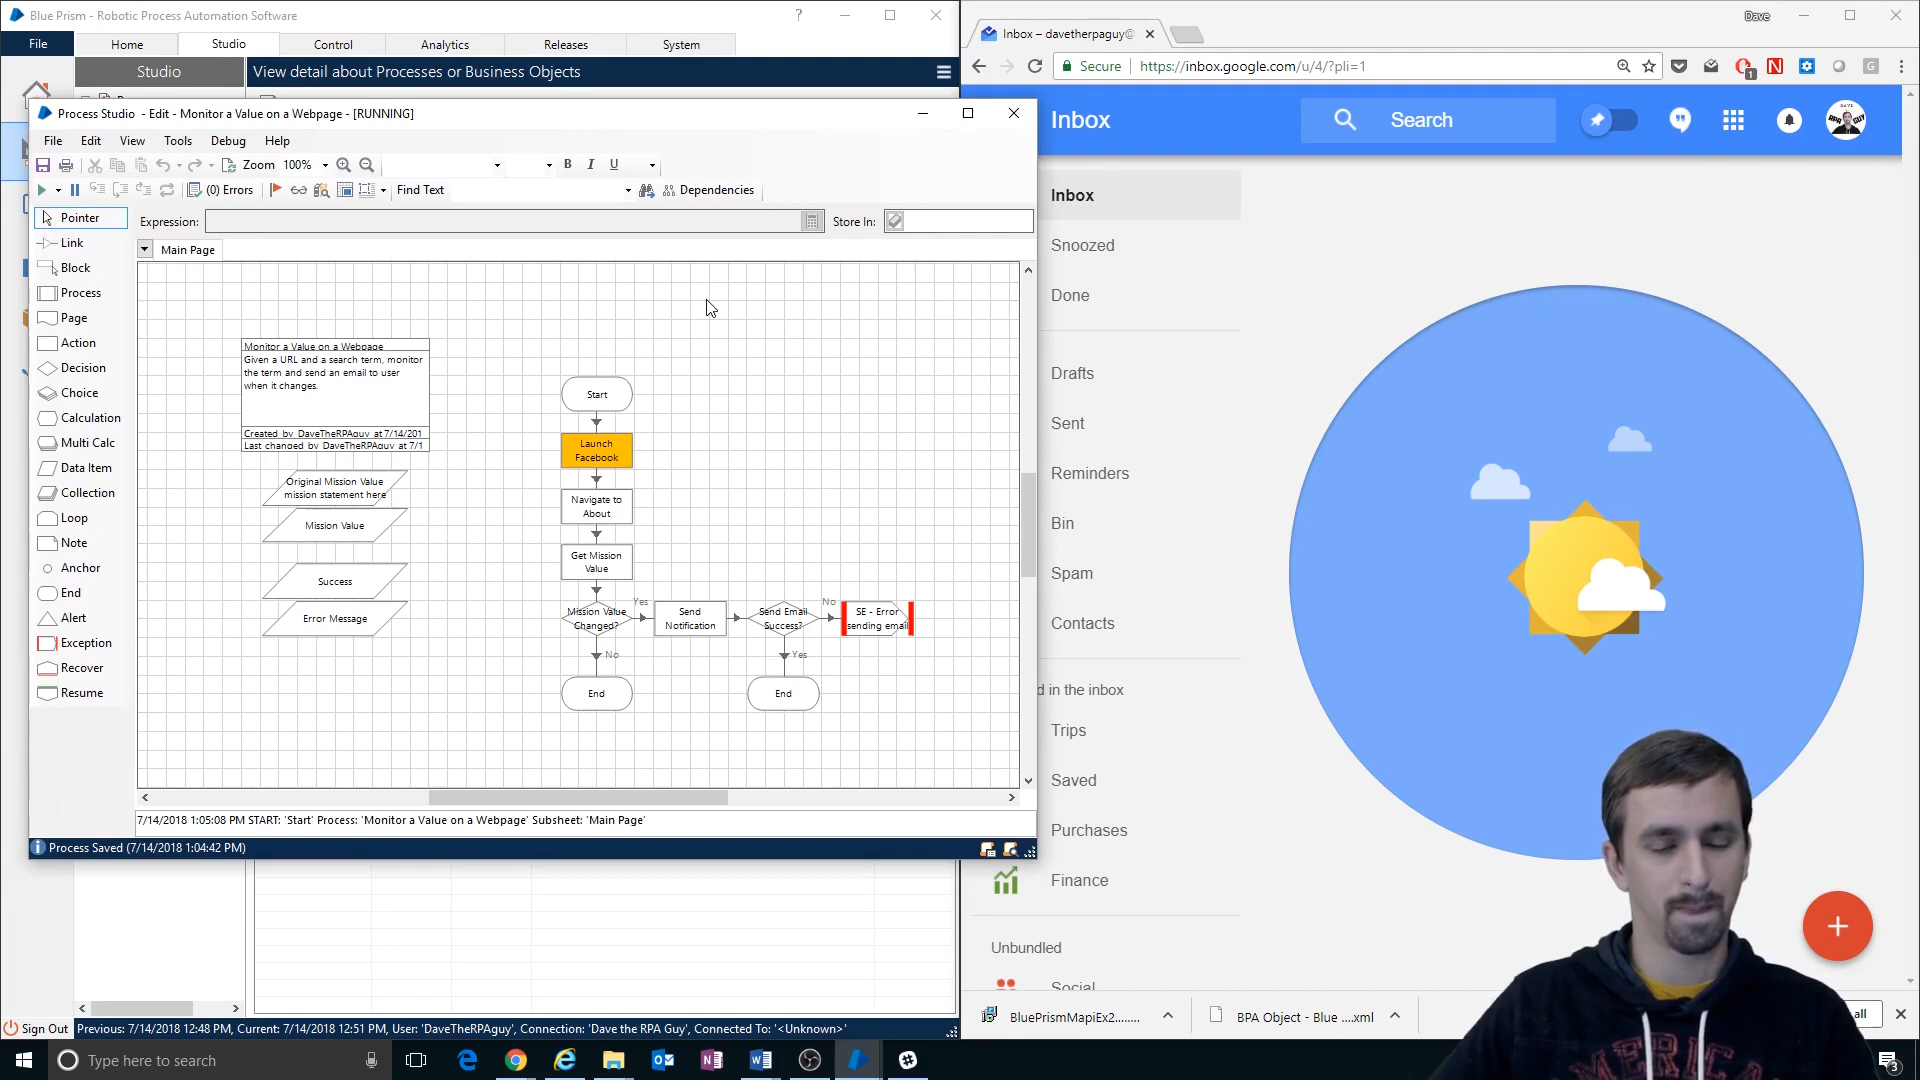 Blue Prism - Robotic Process Automation Software
?
File
Home
Studio
Control
Analytics
Releases
System
Studio
View detail about Processes or Business Objects
Process Studio - Edit - Monitor a Value on a Webpage - [RUNNING]
File
Edit
View
Tools
Debug
Help
Zoom
100%
B
I
U
(0) Errors
Find Text
Dependencies
Pointer
Link
Block
Process
Page
Action
Decision
Choice
Calculation
Multi Calc
Data Item
Collection
Loop
Note
Anchor
End
Alert
Exception
Recover
Resume
Expression:
Store In:
Main Page
Monitor a Value on a Webpage
Given a URL and a search term, monitor
the term and send an email to user
when it changes.
Created by DaveTheRPAguy at 7/14/201
Last changed by DaveTheRPAguy at 7/1
Original Mission Value
mission statement here
Mission Value
Success
Error Message
Start
Launch
Facebook
Navigate to
About
Get Mission
Value
Mission Value
Changed?
Yes
No
Send
Notification
Send Email
Success?
No
Yes
SE - Error
sending email
End
End
7/14/2018 1:05:08 PM START: 'Start' Process: 'Monitor a Value on a Webpage' Subsheet: 'Main Page'
Process Saved (7/14/2018 1:04:42 PM)
Sign Out
Previous: 7/14/2018 12:48 PM, Current: 7/14/2018 12:51 PM, User: 'DaveTheRPAguy', Connection: 'Dave the RPA Guy', Connected To: '<Unknown>'
Dave
Inbox – davetherpaguy@
Secure
https://inbox.google.com/u/4/?pli=1
1
N
G
Inbox
Search
DAVE
GUY
Inbox
Snoozed
Done
Drafts
Sent
Reminders
Bin
Spam
Contacts
d in the inbox
Trips
Saved
Purchases
Finance
Unbundled
Social
BluePrismMapiEx2........
BPA Object - Blue ....xml
all
Type here to search
3